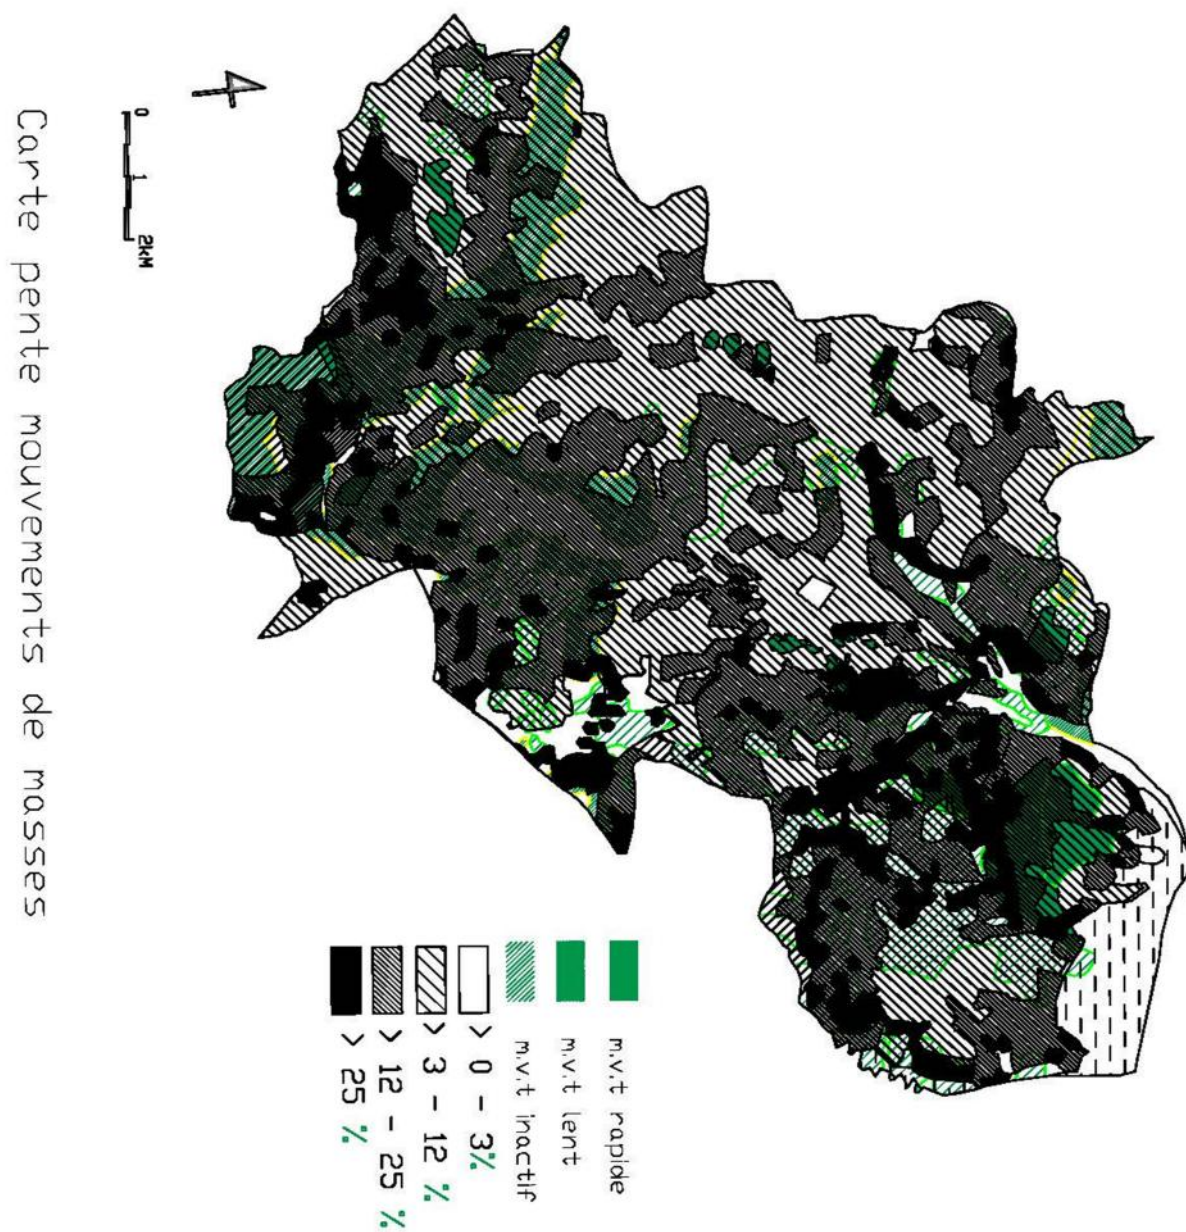 Carte pente mouvements de masses
0 1 2kM
m.v.t rapide
m.v.t lent
m.v.t inactif
> 0 - 3%
> 3 - 12 %
> 12 - 25 %
> 25 %